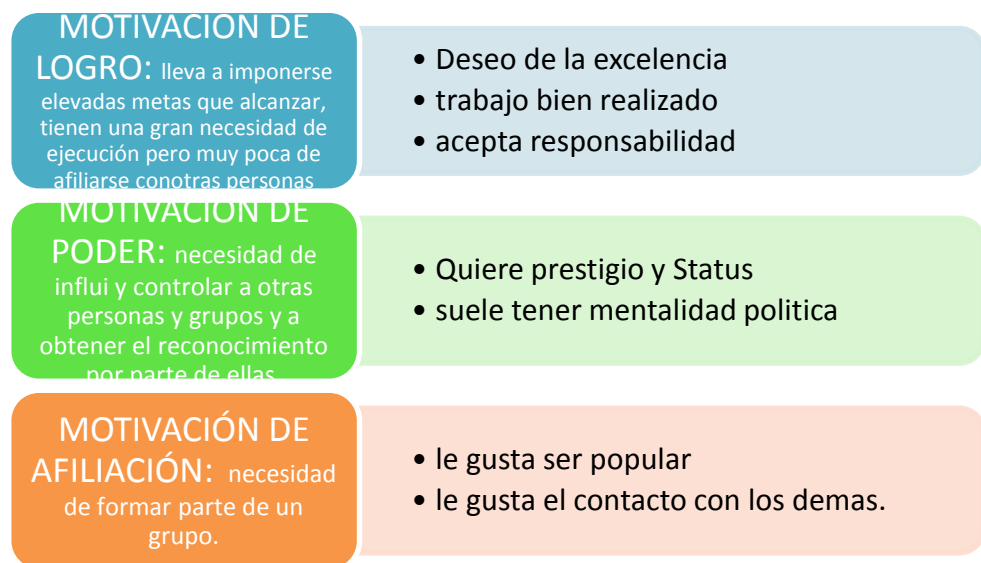 MOTIVACIÓN DE
LOGRO: lleva a imponerse
elevadas metas que alcanzar,
tienen una gran necesidad de
ejecución pero muy poca de
afiliarse conotras personas
• Deseo de la excelencia
• trabajo bien realizado
• acepta responsabilidad
MOTIVACIÓN DE
PODER: necesidad de
influi y controlar a otras
personas y grupos y a
obtener el reconocimiento
por parte de ellas
• Quiere prestigio y Status
• suele tener mentalidad politica
MOTIVACIÓN DE
AFILIACIÓN: necesidad
de formar parte de un
grupo.
• le gusta ser popular
• le gusta el contacto con los demas.